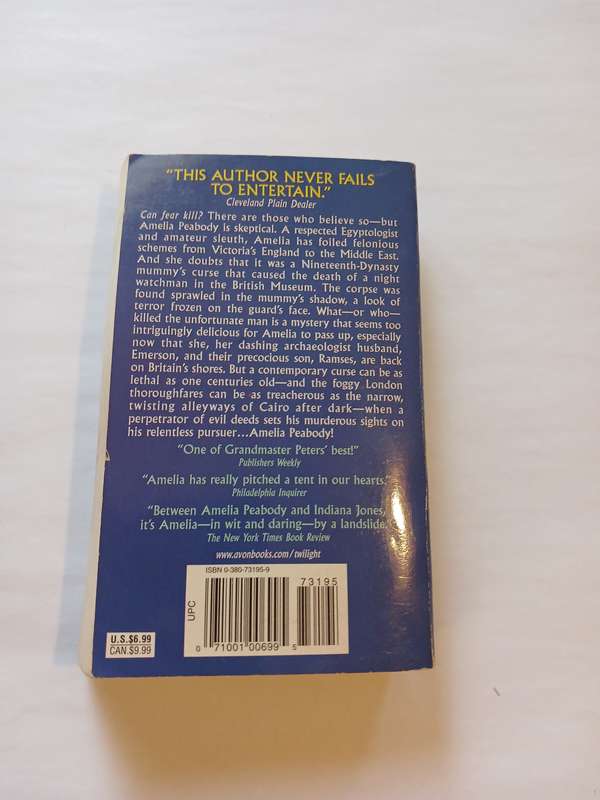 “THIS AUTHOR NEVER FAILS
TO ENTERTAIN.”
Cleveland Plain Dealer
Can fear kill? There are those who believe so—but
Amelia Peabody is skeptical. A respected Egyptologist
and amateur sleuth, Amelia has foiled felonious
schemes from Victoria's England to the Middle East.
And she doubts that it was a Nineteenth-Dynasty
mummy's curse that caused the death of a night
watchman in the British Museum. The corpse was
found sprawled in the mummy's shadow, a look of
terror frozen on the guard's face. What—or who—
killed the unfortunate man is a mystery that seems too
intriguingly delicious for Amelia to pass up, especially
now that she, her dashing archaeologist husband,
Emerson, and their precocious son, Ramses, are back
on Britain's shores. But a contemporary curse can be as
lethal as one centuries old—and the foggy London
thoroughfares can be as treacherous as the narrow,
twisting alleyways of Cairo after dark—when a
perpetrator of evil deeds sets his murderous sights on
his relentless pursuer...Amelia Peabody!
“One of Grandmaster Peters' best!”
Publishers Weekly
“Amelia has really pitched a tent in our hearts.”
Philadelphia Inquirer
“Between Amelia Peabody and Indiana Jones,
it's Amelia—in wit and daring—by a landslide.”
The New York Times Book Review
www.avonbooks.com/twilight
ISBN 0-380-73195-9
73195
UPC
0 71001 00699 5
U.S.$6.99
CAN.$9.99